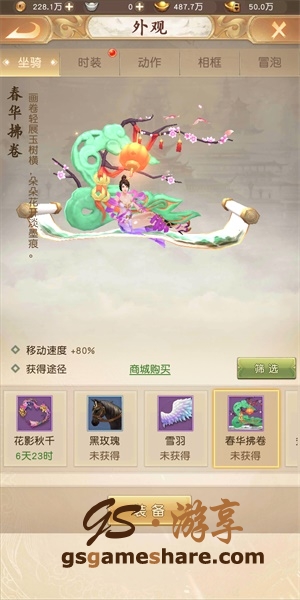 228.1万 0 487.7万 50.0万
外观
坐骑 时装 动作 相框 冒泡
春华拂卷
画卷轻展玉树横，朵朵花开淡墨痕。
移动速度 +80%
获得途径 商城购买 筛选
花影秋千 黑玫瑰 雪羽 春华拂卷
6天23时 未获得 未获得 未获得
装备
GS·游享
gsgameshare.com